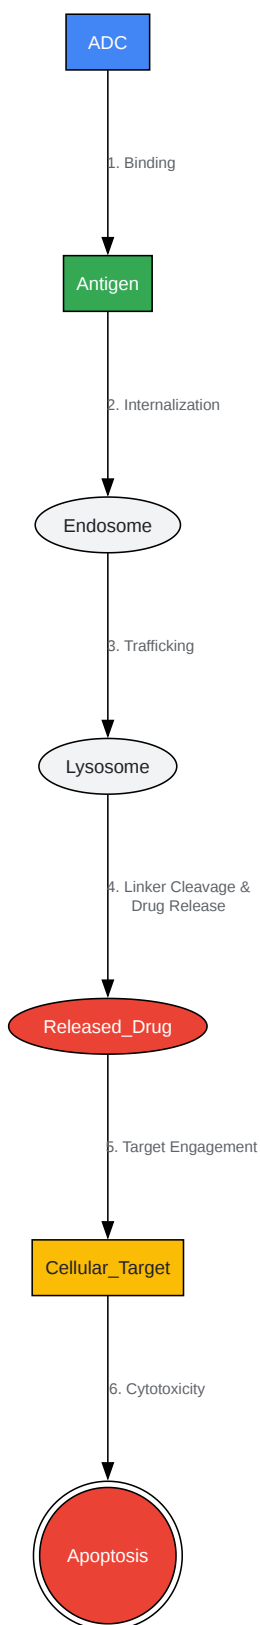 ADC
1. Binding
Antigen
2. Internalization
Endosome
3. Trafficking
Lysosome
4. Linker Cleavage &
Drug Release
Released_Drug
5. Target Engagement
Cellular_Target
6. Cytotoxicity
Apoptosis